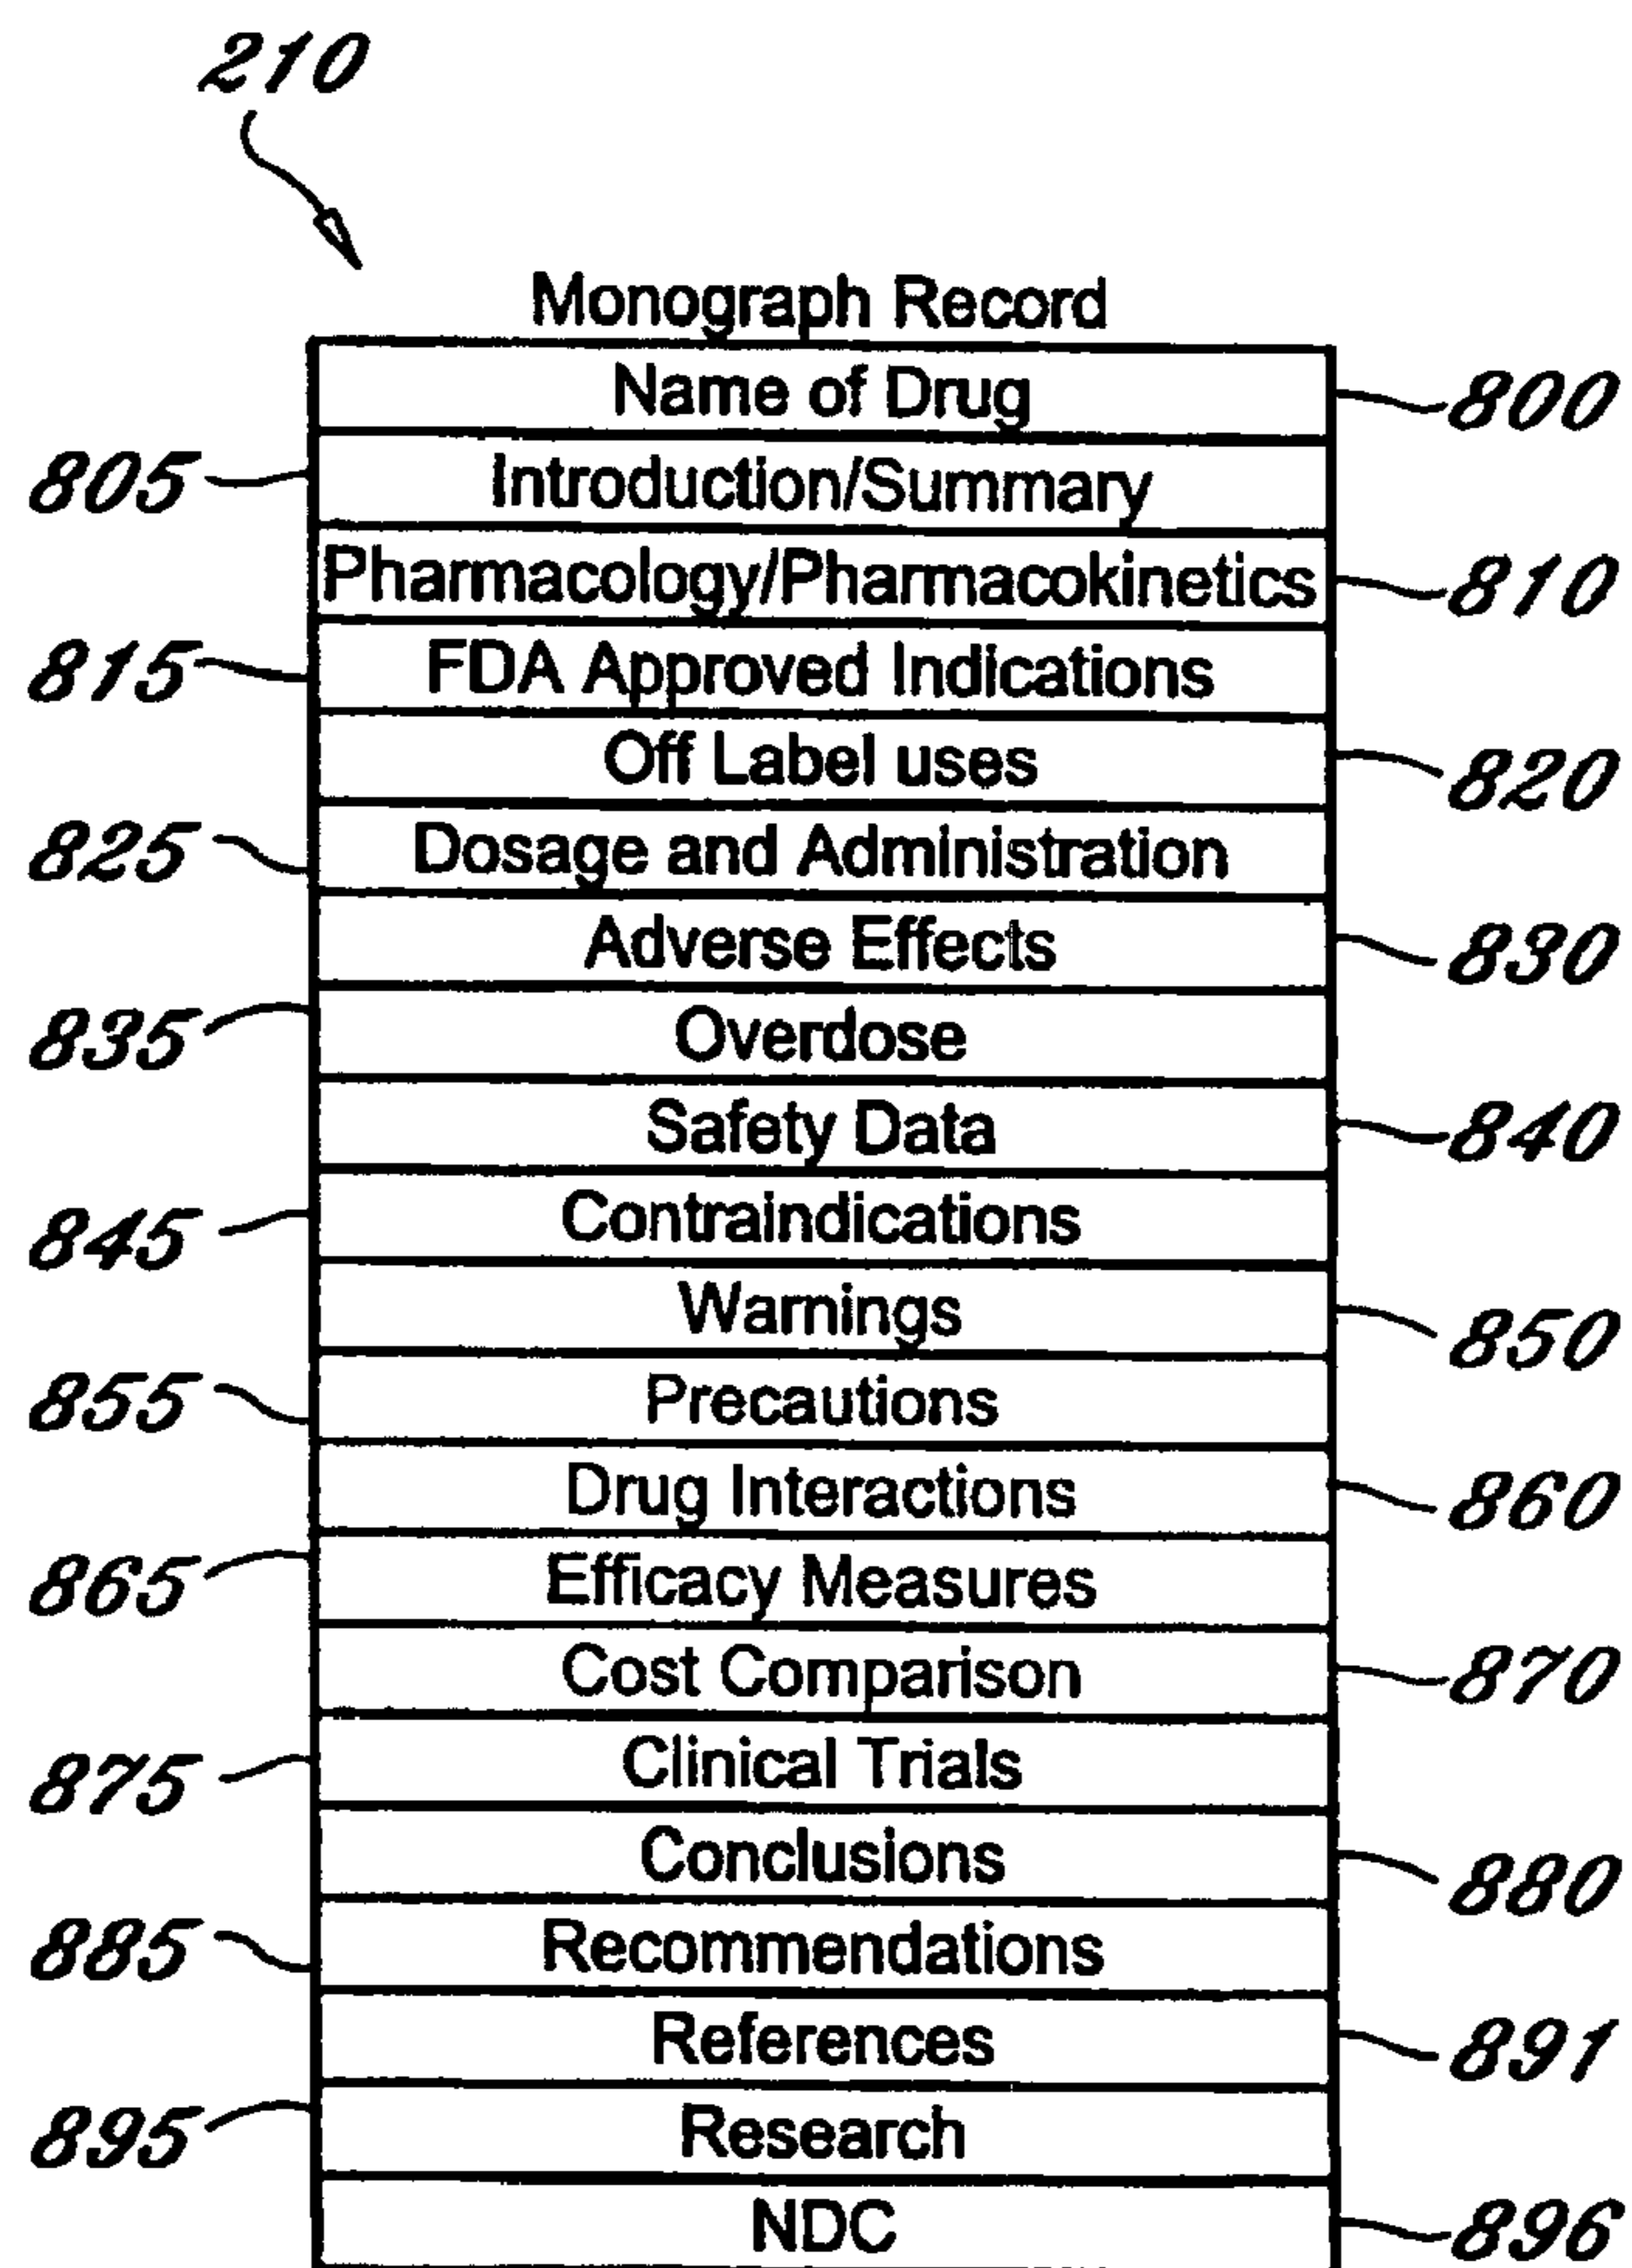 210
Monograph Record
Name of Drug 800
805 Introduction/Summary
Pharmacology/Pharmacokinetics 810
815 FDA Approved Indications
Off Label uses 820
825 Dosage and Administration
Adverse Effects 830
835 Overdose
Safety Data 840
845 Contraindications
Warnings 850
855 Precautions
Drug Interactions 860
865 Efficacy Measures
Cost Comparison 870
875 Clinical Trials
Conclusions 880
885 Recommendations
References 891
895 Research
NDC 896